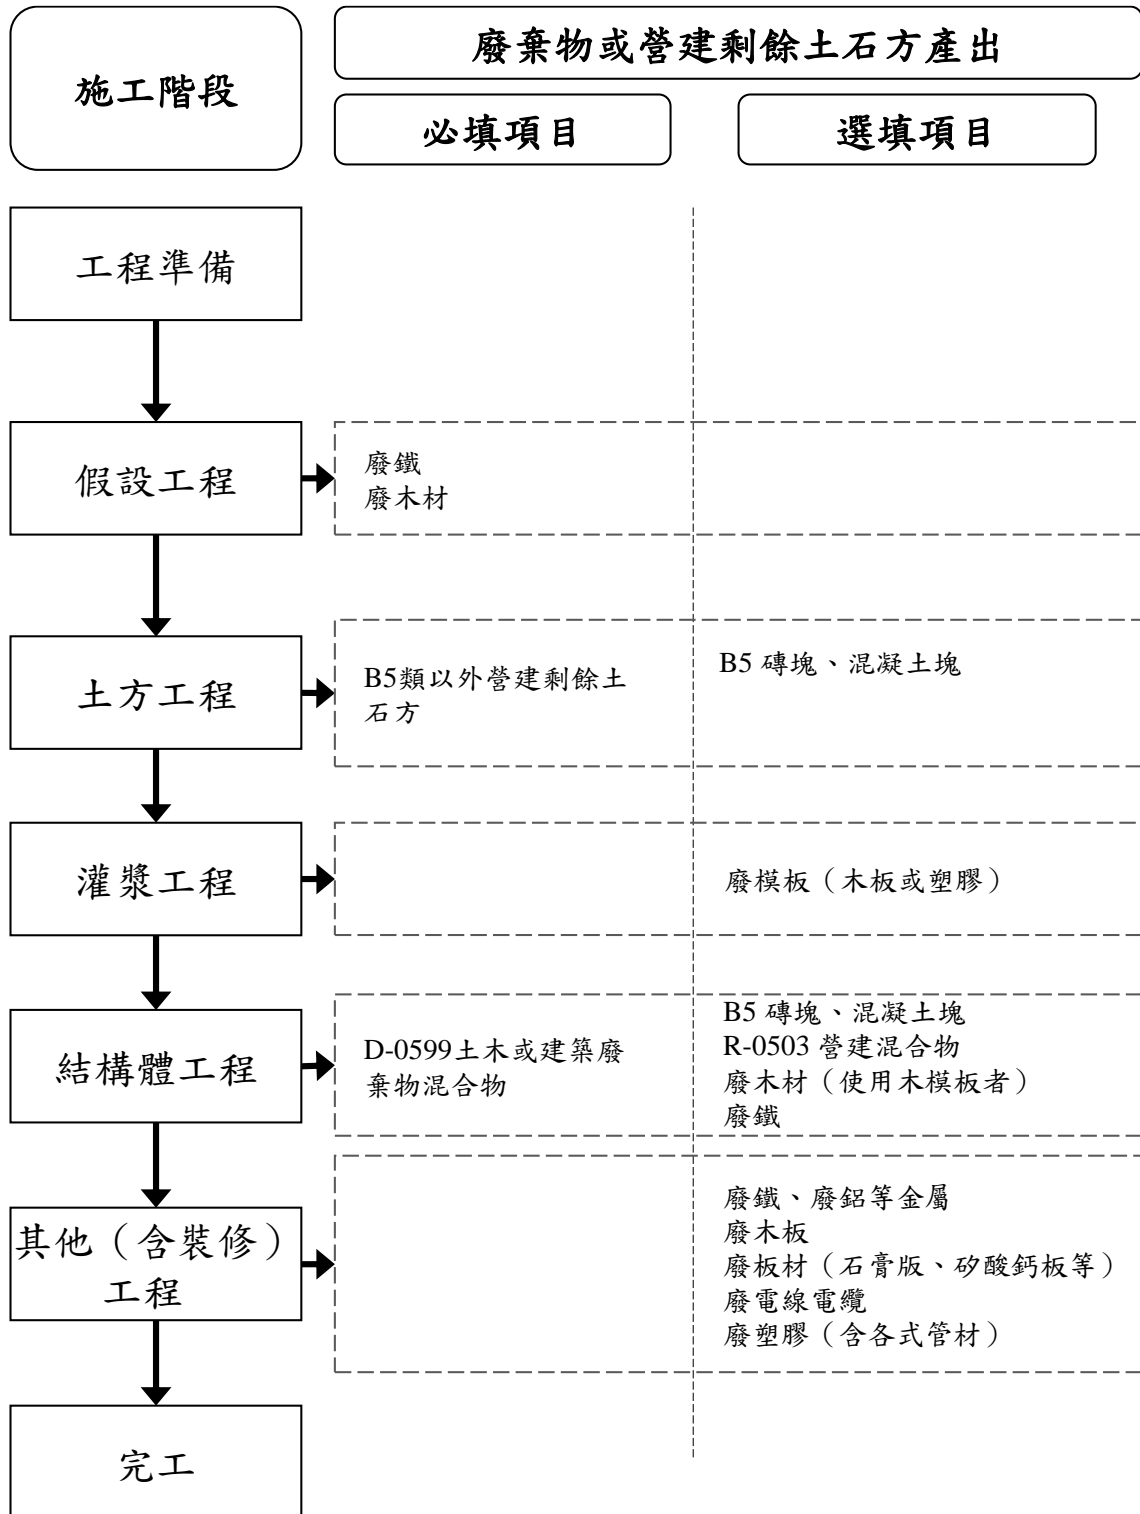 施工階段
廢棄物或營建剩餘土石方產出
必填項目
選填項目
工程準備
假設工程
廢鐵
廢木材
土方工程
B5類以外營建剩餘土
石方
B5 磚塊、混凝土塊
灌漿工程
廢模板（木板或塑膠）
結構體工程
D-0599土木或建築廢
棄物混合物
B5 磚塊、混凝土塊
R-0503 營建混合物
廢木材（使用木模板者）
廢鐵
其他（含裝修）
工程
廢鐵、廢鋁等金屬
廢木板
廢板材（石膏版、矽酸鈣板等）
廢電線電纜
廢塑膠（含各式管材）
完工